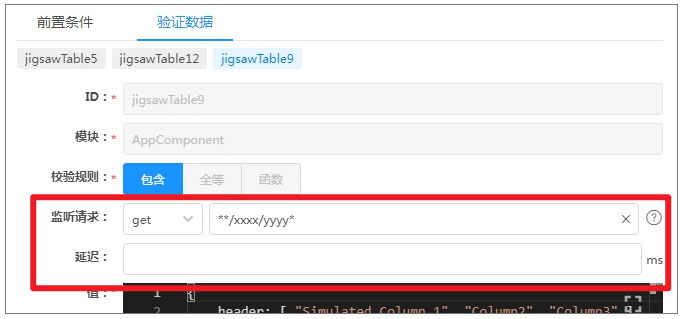 前置条件 验证数据
jigsawTable5 jigsawTable12 jigsawTable9
ID：* jigsawTable9
模块：* AppComponent
校验规则：* 包含 全等 函数
监听请求： get **/xxxx/yyyy* × ?
延迟： ms
值：* 1 {
2 header: [ "Simulated Column 1", "Column2", "Column3"